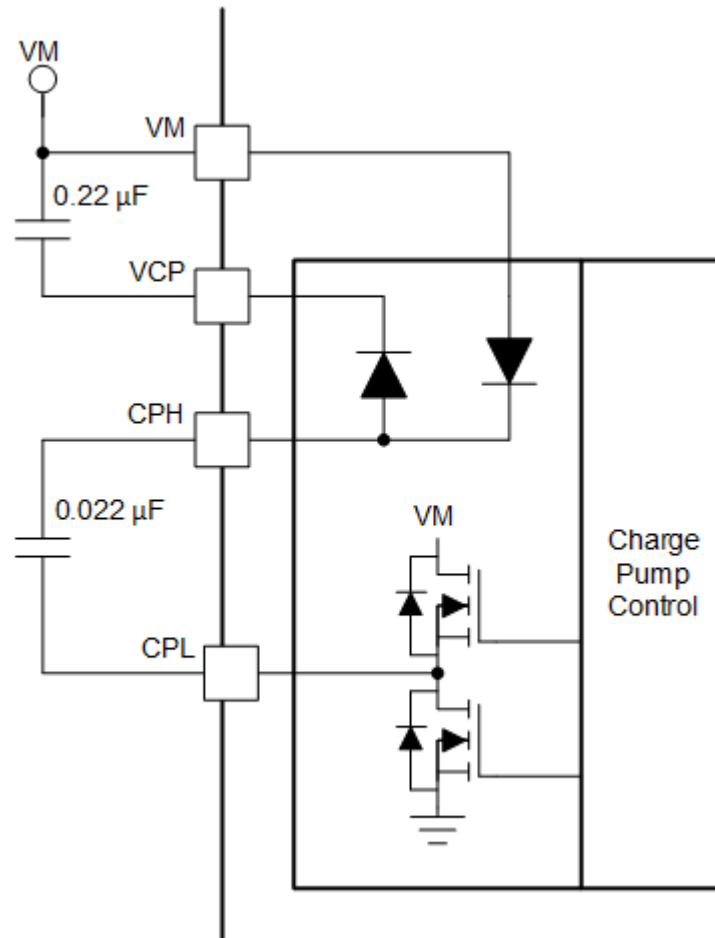 VM
VM
0.22 µF
VCP
CPH
0.022 µF
VM
Charge
Pump
Control
CPL